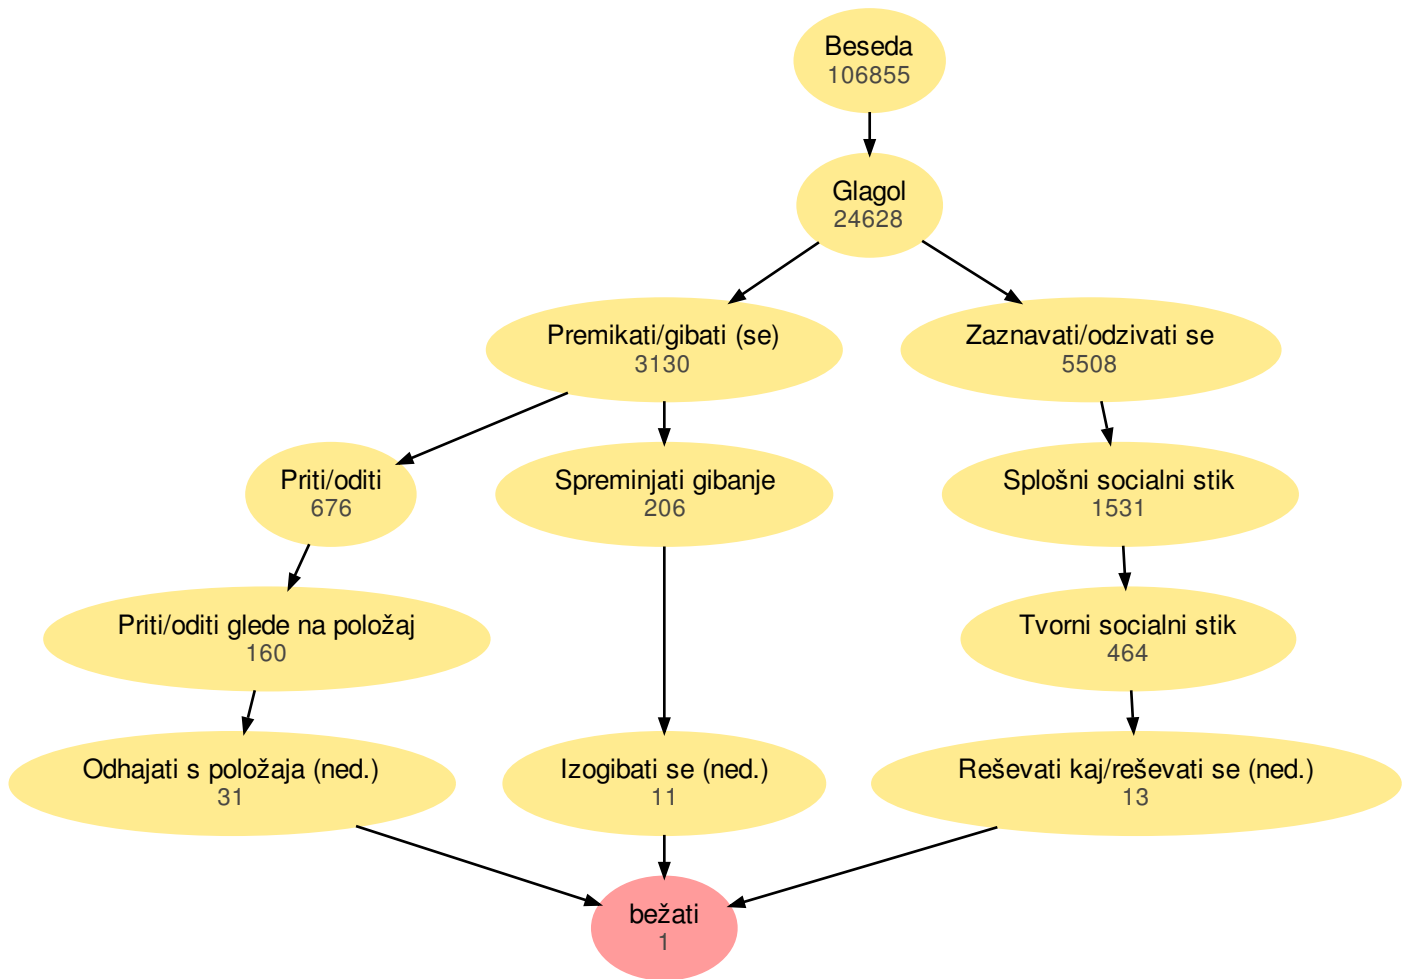 Beseda
106855
Glagol
24628
Premikati/gibati (se)
3130
Zaznavati/odzivati se
5508
Priti/oditi
676
Spreminjati gibanje
206
Splošni socialni stik
1531
Priti/oditi glede na položaj
160
Tvorni socialni stik
464
Odhajati s položaja (ned.)
31
Izogibati se (ned.)
11
Reševati kaj/reševati se (ned.)
13
bežati
1